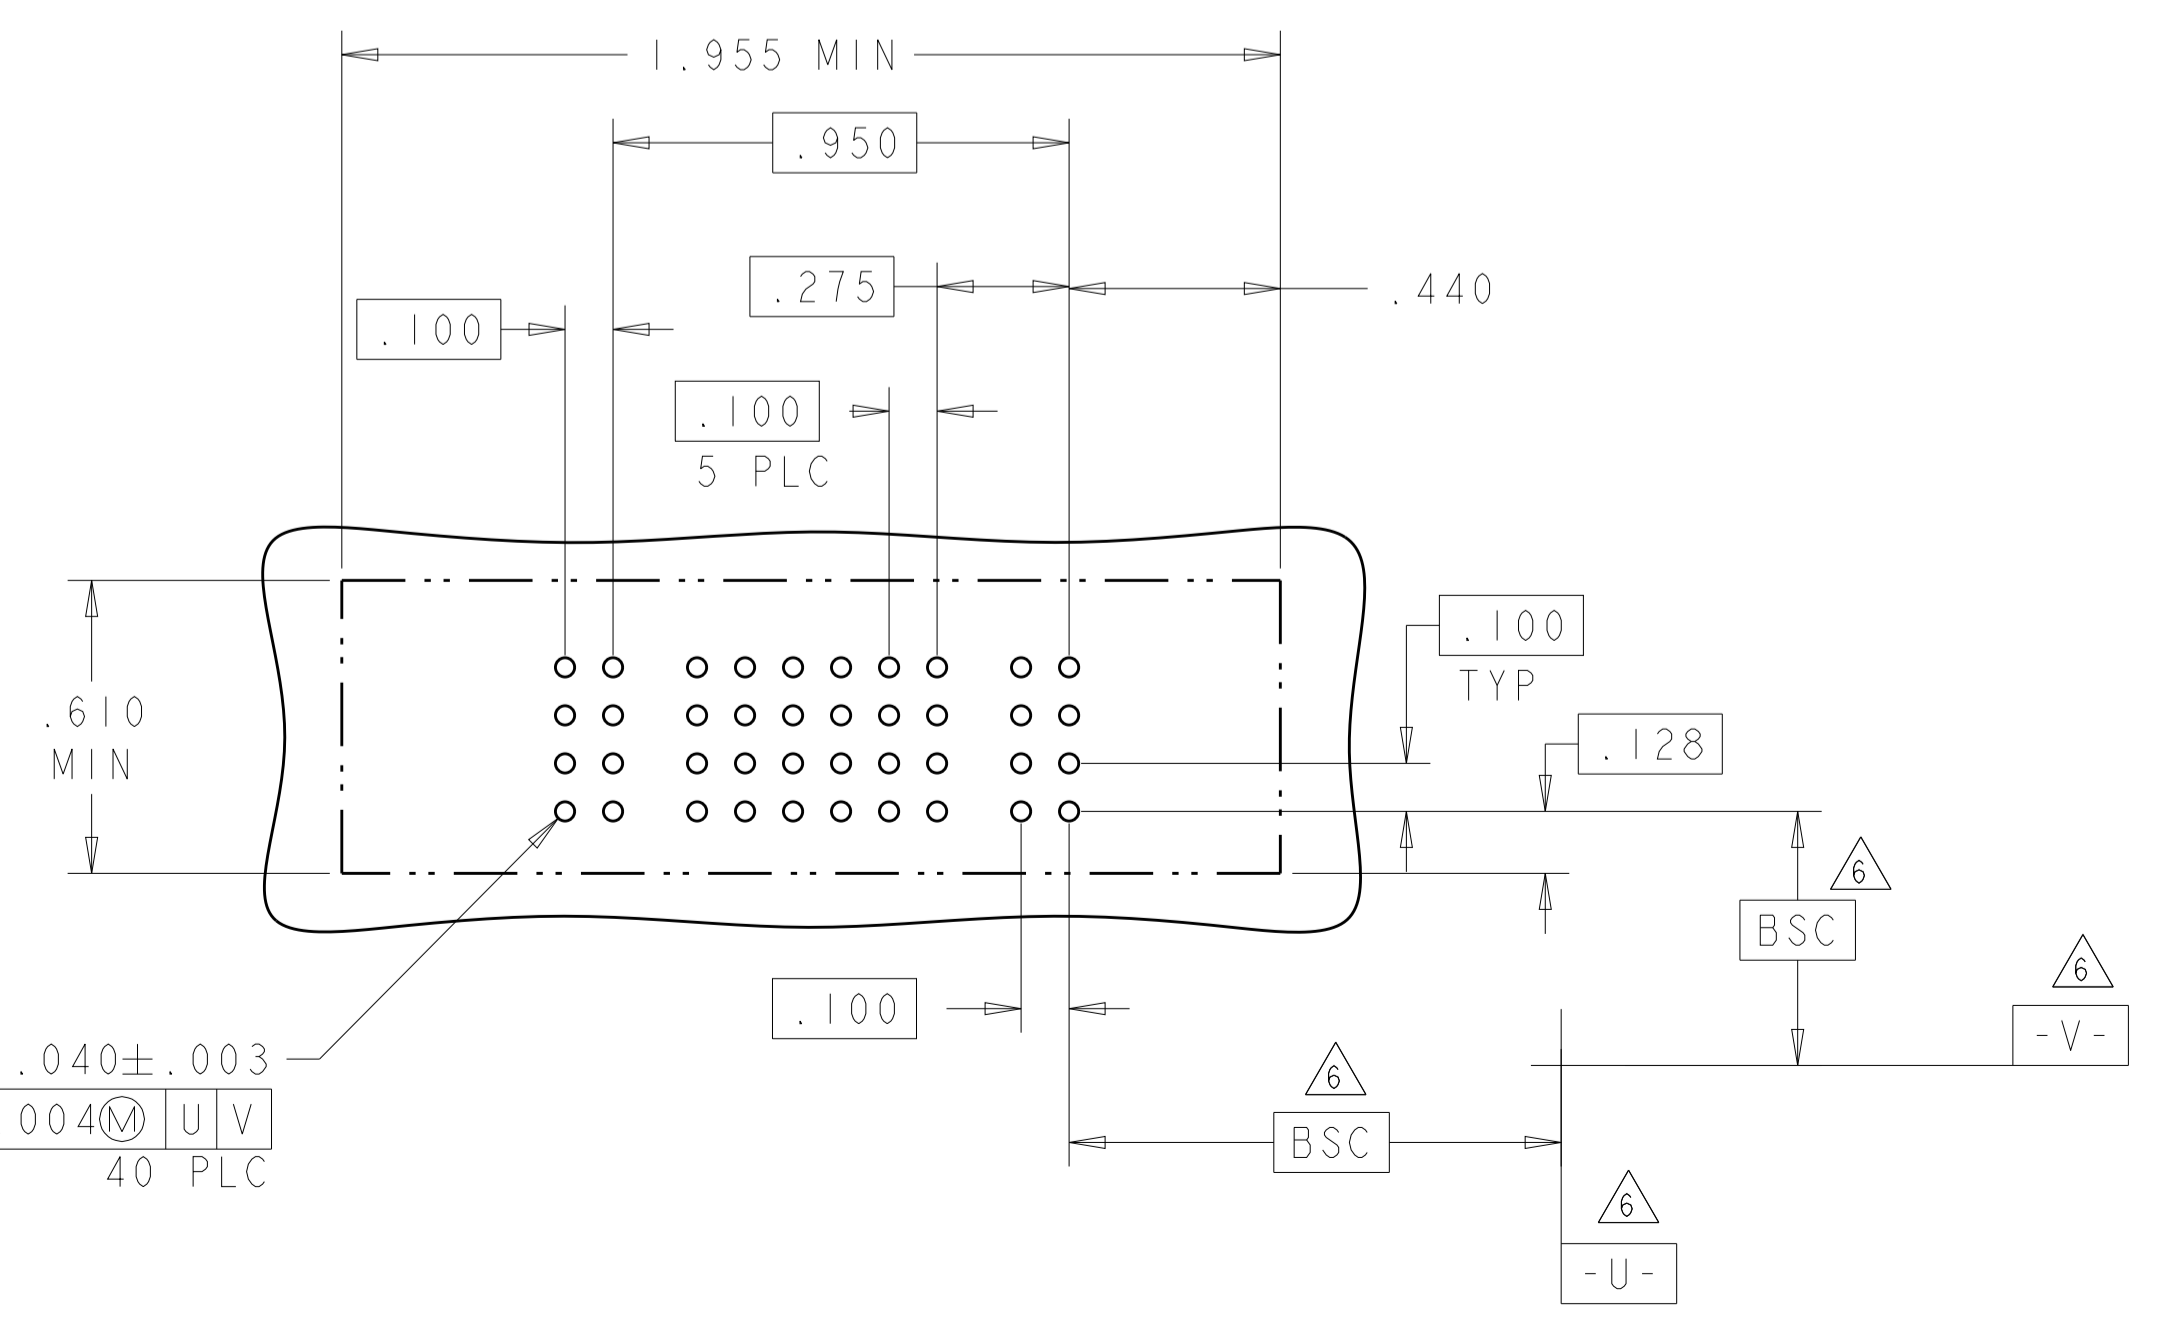 1.955 MIN
.950
.275
.440
.100
.100
5 PLC
.100
TYP
.610
MIN
.128
6
BSC
6
-V-
.100
.040±.003
004Ⓜ U V
40 PLC
6
BSC
6
-U-